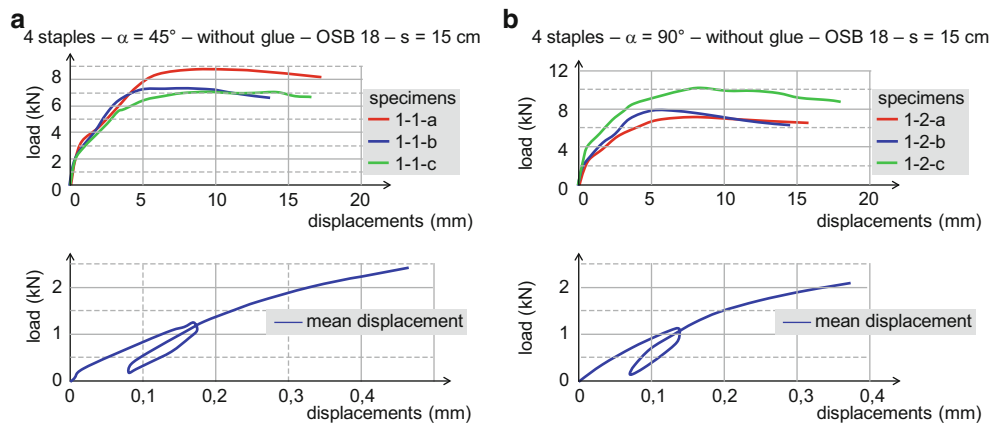 a
4 staples – α = 45° – without glue – OSB 18 – s = 15 cm
load (kN)
8
6
4
2
0
0 5 10 15 20
displacements (mm)
specimens
1-1-a
1-1-b
1-1-c
b
4 staples – α = 90° – without glue – OSB 18 – s = 15 cm
load (kN)
12
8
4
0
0 5 10 15 20
displacements (mm)
specimens
1-2-a
1-2-b
1-2-c
load (kN)
2
1
0
0 0,1 0,2 0,3 0,4
displacements (mm)
mean displacement
load (kN)
2
1
0
0 0,1 0,2 0,3 0,4
displacements (mm)
mean displacement